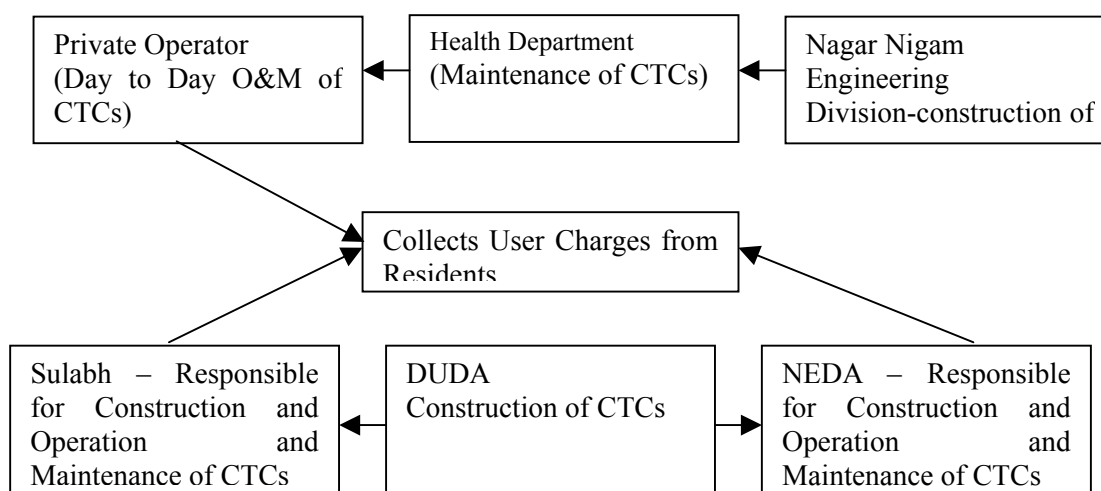 Private Operator
(Day to Day O&M of
CTCs)
Health Department
(Maintenance of CTCs)
Nagar Nigam
Engineering
Division-construction of
Collects User Charges from
Residents
Sulabh – Responsible
for Construction and
Operation and
Maintenance of CTCs
DUDA
Construction of CTCs
NEDA – Responsible
for Construction and
Operation and
Maintenance of CTCs